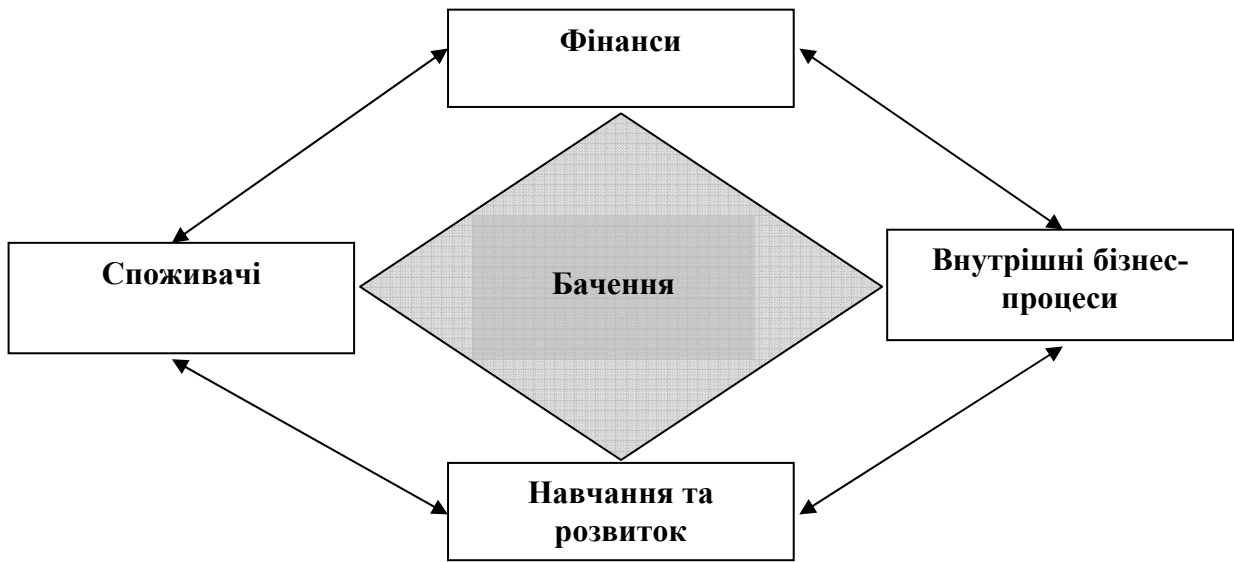 Фінанси
Споживачі
Бачення
Внутрішні бізнес-
процеси
Навчання та
розвиток